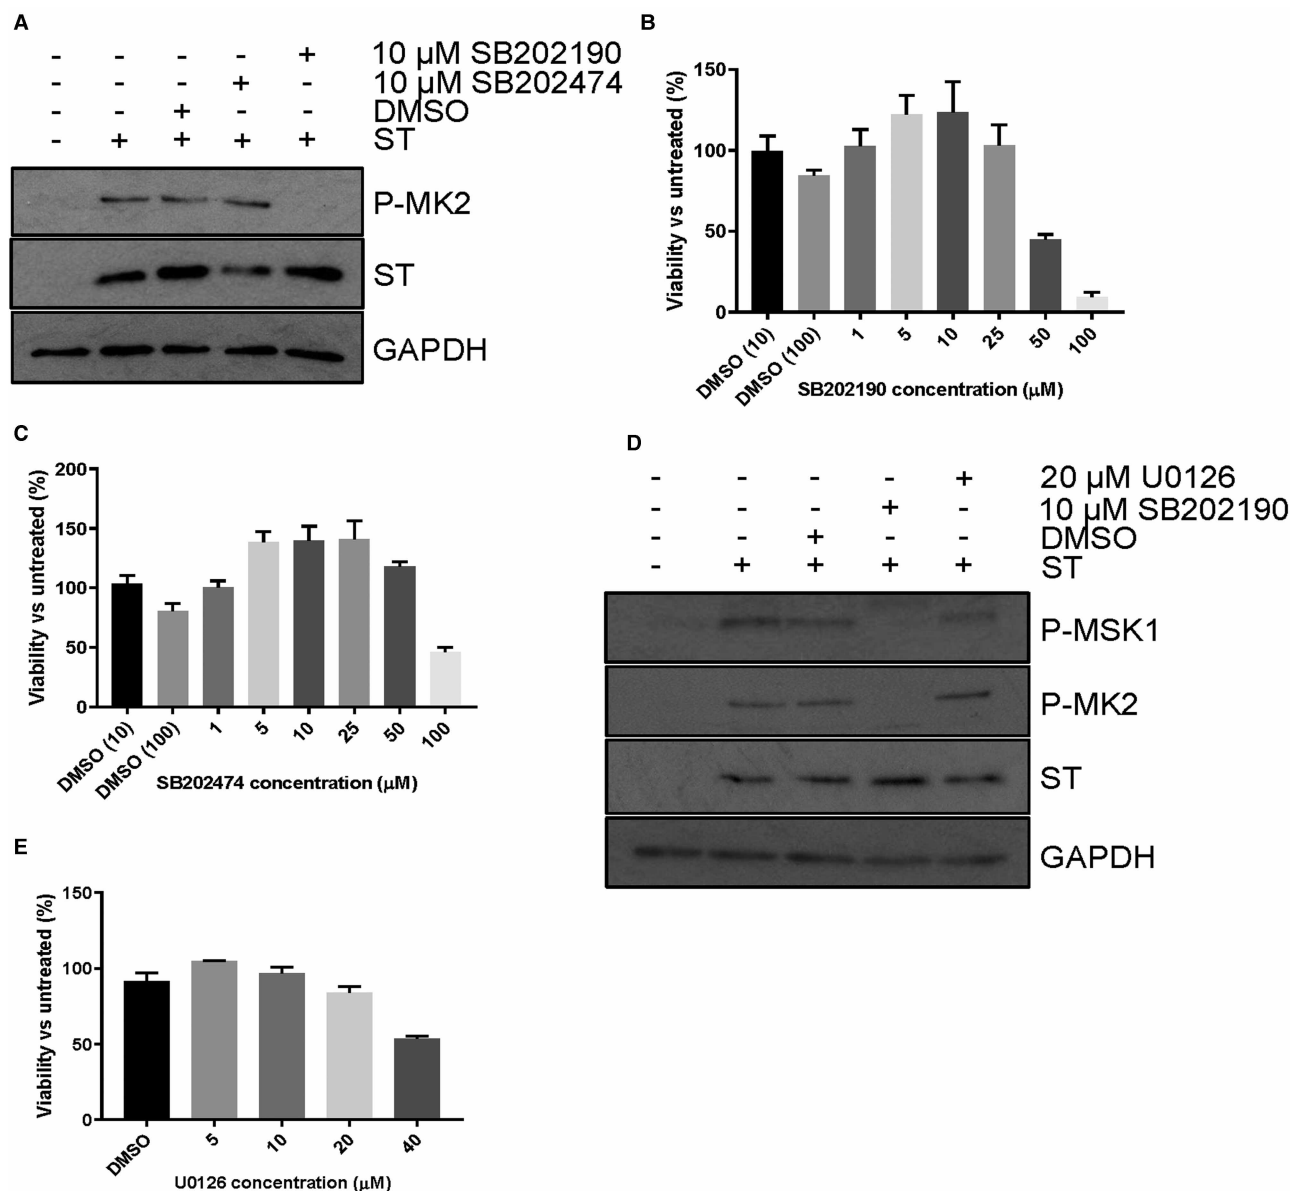 A
- - - - + 10 µM SB202190
- - - + - 10 µM SB202474
- - + - - DMSO
- + + + + ST
P-MK2
ST
GAPDH
B
Viability vs untreated (%)
150
100
50
0
DMSO (10) DMSO (100) 1 5 10 25 50 100
SB202190 concentration (µM)
C
Viability vs untreated (%)
200
150
100
50
0
DMSO (10) DMSO (100) 1 5 10 25 50 100
SB202474 concentration (µM)
D
- - - - + 20 µM U0126
- - - + - 10 µM SB202190
- - + - - DMSO
- + + + + ST
P-MSK1
P-MK2
ST
GAPDH
E
Viability vs untreated (%)
150
100
50
0
DMSO 5 10 20 40
U0126 concentration (µM)